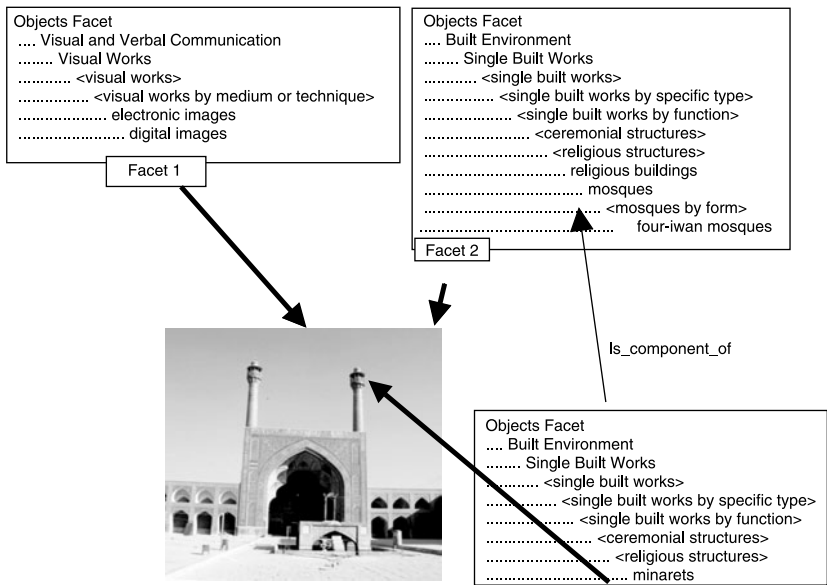 Objects Facet
.... Visual and Verbal Communication
........ Visual Works
............ <visual works>
................ <visual works by medium or technique>
.................... electronic images
........................ digital images
Facet 1
Objects Facet
.... Built Environment
........ Single Built Works
............ <single built works>
................ <single built works by specific type>
.................... <single built works by function>
........................ <ceremonial structures>
............................ <religious structures>
................................ religious buildings
.................................... mosques
........................................ <mosques by form>
............................................ four-iwan mosques
Facet 2
Is_component_of
Objects Facet
.... Built Environment
........ Single Built Works
............ <single built works>
................ <single built works by specific type>
.................... <single built works by function>
........................ <ceremonial structures>
............................ <religious structures>
................................ minarets